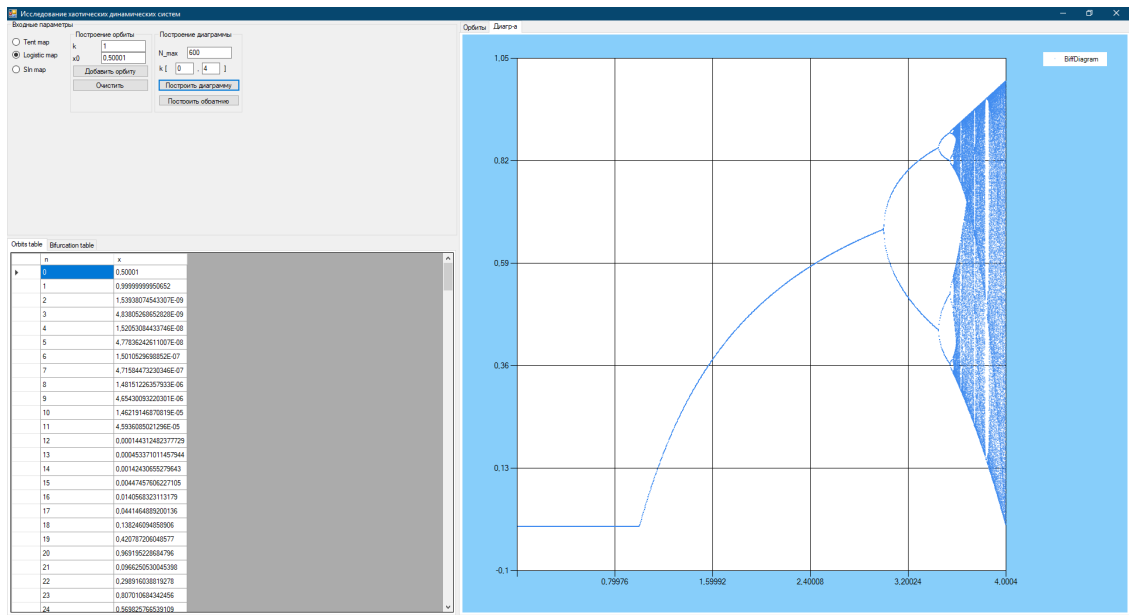 Исследование хаотических динамических систем
Входные параметры
Tent map
Logistic map
SIn map
Построение орбиты
k 1
x0 0,50001
Добавить орбиту
Очистить
Построение диаграммы
N_max 600
k [ 0 , 4 ]
Построить диаграмму
Построить обратную
Orbits table Bifurcation table
n x
0 0,50001
1 0,99999999950652
2 1,53938074543307E-09
3 4,83805268652828E-09
4 1,52053084433746E-08
5 4,77836242611007E-08
6 1,5010529698852E-07
7 4,71584473230346E-07
8 1,48151226357933E-06
9 4,65430093220301E-06
10 1,46219146870819E-05
11 4,5936085021296E-05
12 0,000144312482377729
13 0,000453371011457944
14 0,00142430655279643
15 0,00447457606227105
16 0,0140568323113179
17 0,0441464889200136
18 0,138246094858906
19 0,420787206048577
20 0,969195228684796
21 0,0966250530045398
22 0,298916038819278
23 0,807010684342456
24 0,569825766539109
Орбиты Диагр-а
1,05
0,82
0,59
0,36
0,13
-0,1
0,79976 1,59992 2,40008 3,20024 4,0004
BiffDiagram